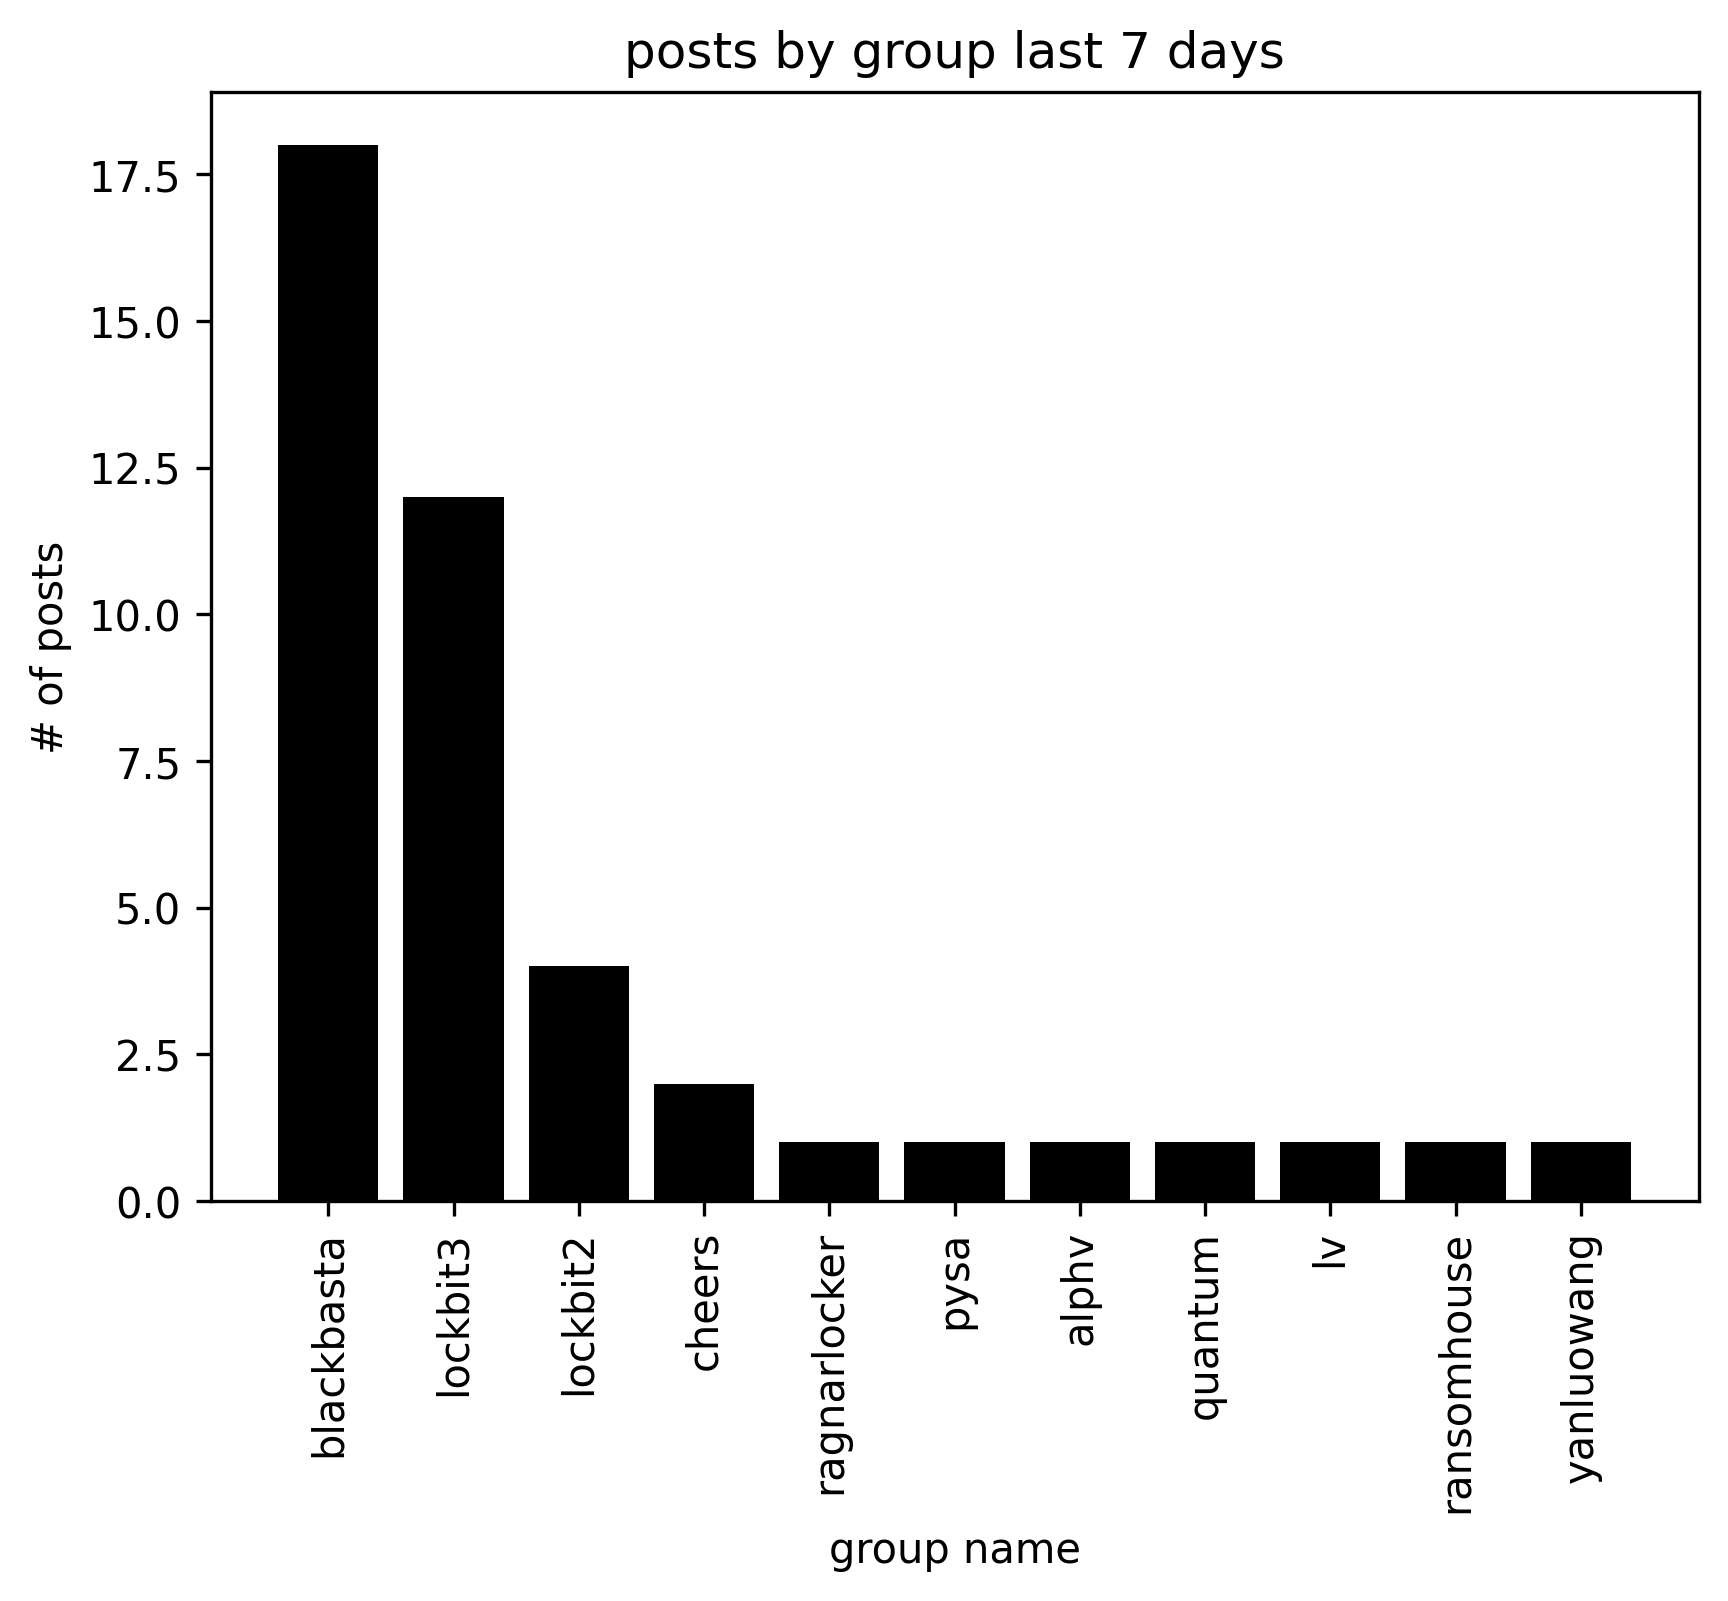 posts by group last 7 days
# of posts
17.5
15.0
12.5
10.0
7.5
5.0
2.5
0.0
blackbasta
lockbit3
lockbit2
cheers
ragnarlocker
pysa
alphv
quantum
lv
ransomhouse
yanluowang
group name